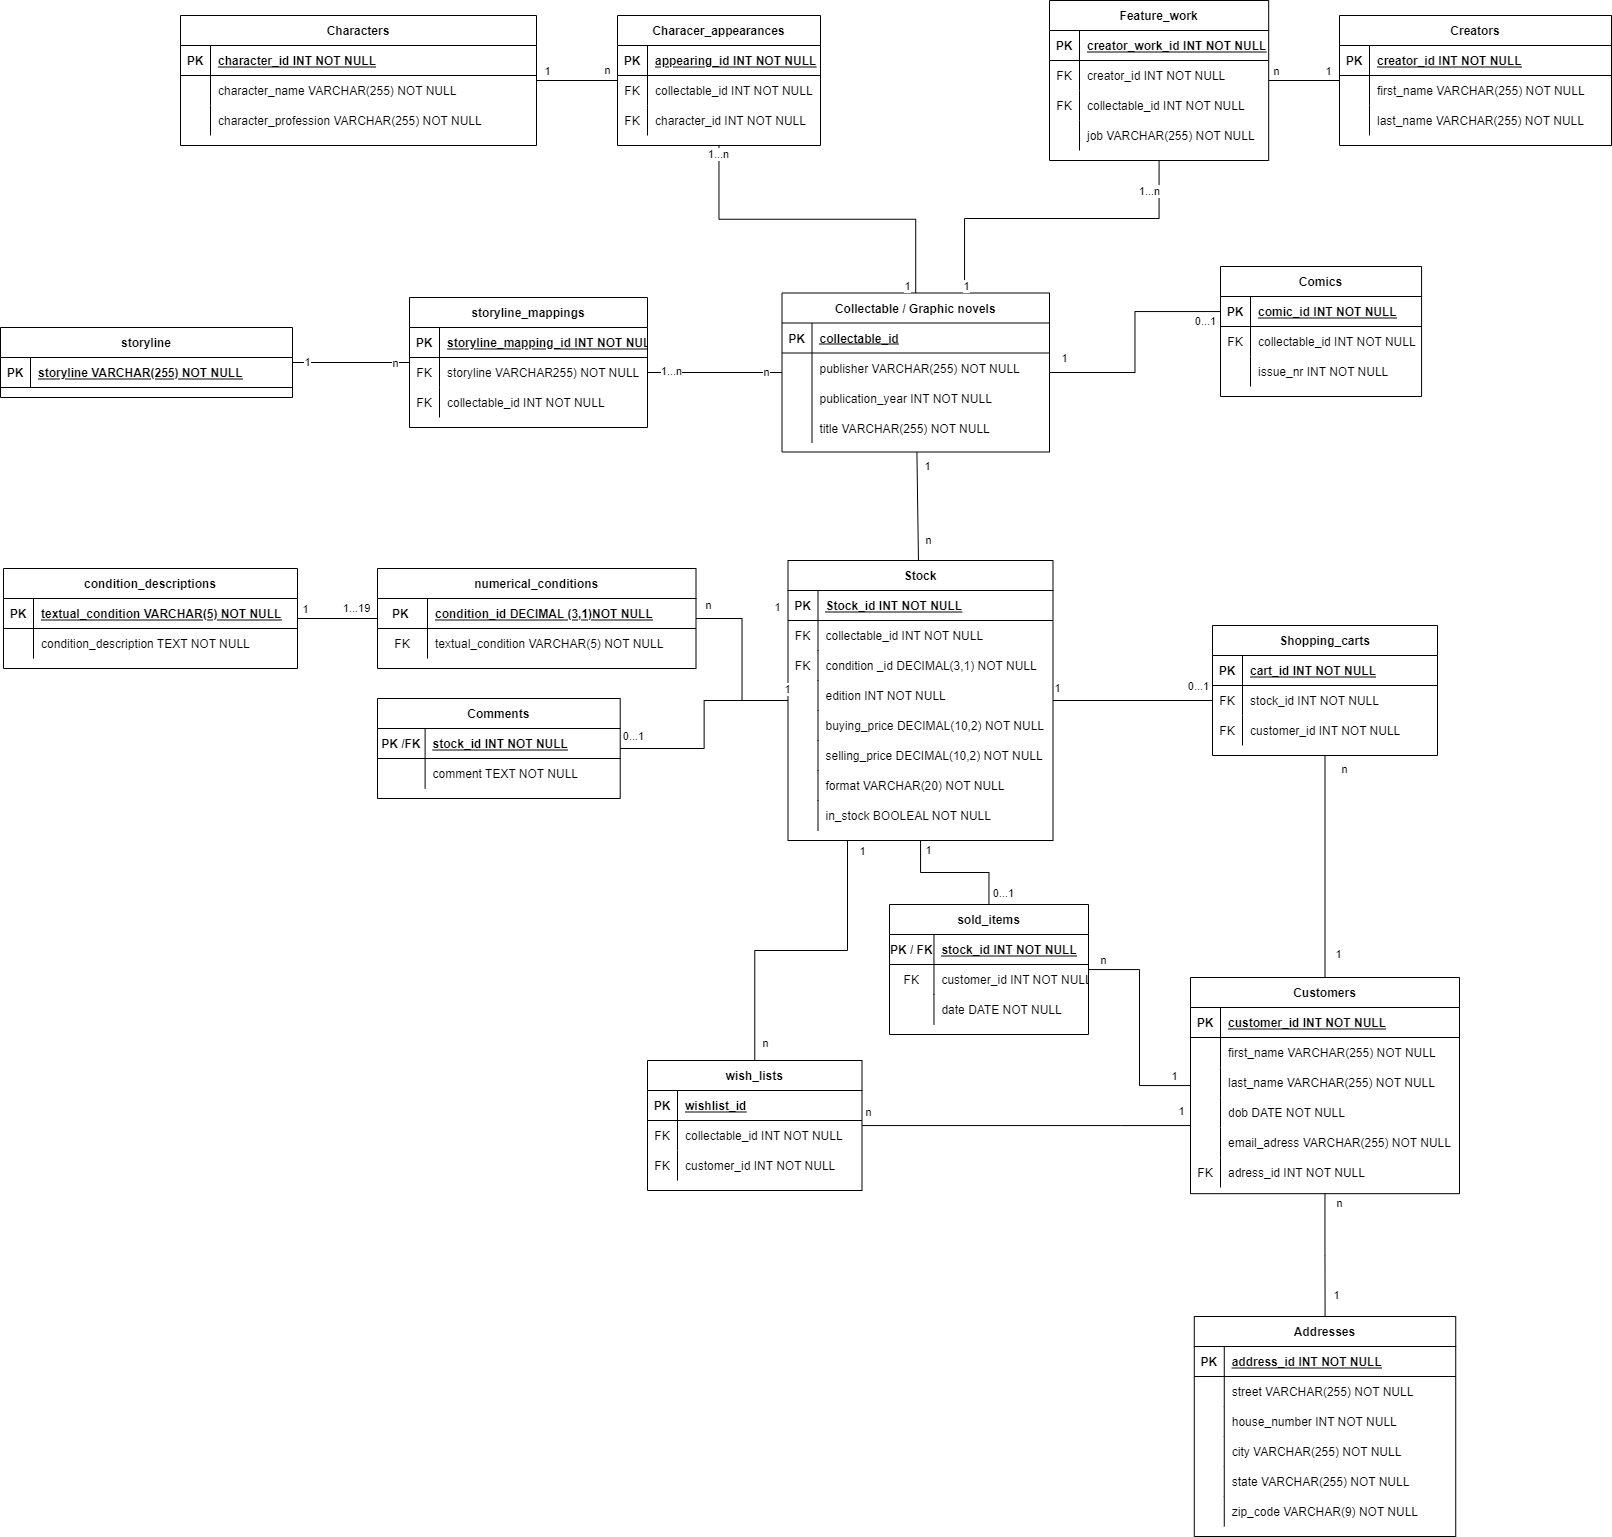 Characters
PK character_id INT NOT NULL
character_name VARCHAR(255) NOT NULL
character_profession VARCHAR(255) NOT NULL
1
n
Characer_appearances
PK appearing_id INT NOT NULL
FK collectable_id INT NOT NULL
FK character_id INT NOT NULL
1...n
Feature_work
PK creator_work_id INT NOT NULL
FK creator_id INT NOT NULL
FK collectable_id INT NOT NULL
job VARCHAR(255) NOT NULL
n
1
1...n
Creators
PK creator_id INT NOT NULL
first_name VARCHAR(255) NOT NULL
last_name VARCHAR(255) NOT NULL
storyline
PK storyline VARCHAR(255) NOT NULL
1
n
storyline_mappings
PK storyline_mapping_id INT NOT NUL
FK storyline VARCHAR255) NOT NULL
FK collectable_id INT NOT NULL
1...n
n
1
1
Collectable / Graphic novels
PK collectable_id
publisher VARCHAR(255) NOT NULL
publication_year INT NOT NULL
title VARCHAR(255) NOT NULL
1
0...1
Comics
PK comic_id INT NOT NULL
FK collectable_id INT NOT NULL
issue_nr INT NOT NULL
1
n
condition_descriptions
PK textual_condition VARCHAR(5) NOT NULL
condition_description TEXT NOT NULL
1
1...19
numerical_conditions
PK condition_id DECIMAL (3,1)NOT NULL
FK textual_condition VARCHAR(5) NOT NULL
n
1
Comments
PK /FK stock_id INT NOT NULL
comment TEXT NOT NULL
0...1
1
Stock
PK Stock_id INT NOT NULL
FK collectable_id INT NOT NULL
FK condition _id DECIMAL(3,1) NOT NULL
edition INT NOT NULL
buying_price DECIMAL(10,2) NOT NULL
selling_price DECIMAL(10,2) NOT NULL
format VARCHAR(20) NOT NULL
in_stock BOOLEAL NOT NULL
1
0...1
Shopping_carts
PK cart_id INT NOT NULL
FK stock_id INT NOT NULL
FK customer_id INT NOT NULL
n
1
1
1
0...1
sold_items
PK / FK stock_id INT NOT NULL
FK customer_id INT NOT NULL
date DATE NOT NULL
n
1
n
wish_lists
PK wishlist_id
FK collectable_id INT NOT NULL
FK customer_id INT NOT NULL
n
1
Customers
PK customer_id INT NOT NULL
first_name VARCHAR(255) NOT NULL
last_name VARCHAR(255) NOT NULL
dob DATE NOT NULL
email_adress VARCHAR(255) NOT NULL
FK adress_id INT NOT NULL
n
1
Addresses
PK address_id INT NOT NULL
street VARCHAR(255) NOT NULL
house_number INT NOT NULL
city VARCHAR(255) NOT NULL
state VARCHAR(255) NOT NULL
zip_code VARCHAR(9) NOT NULL